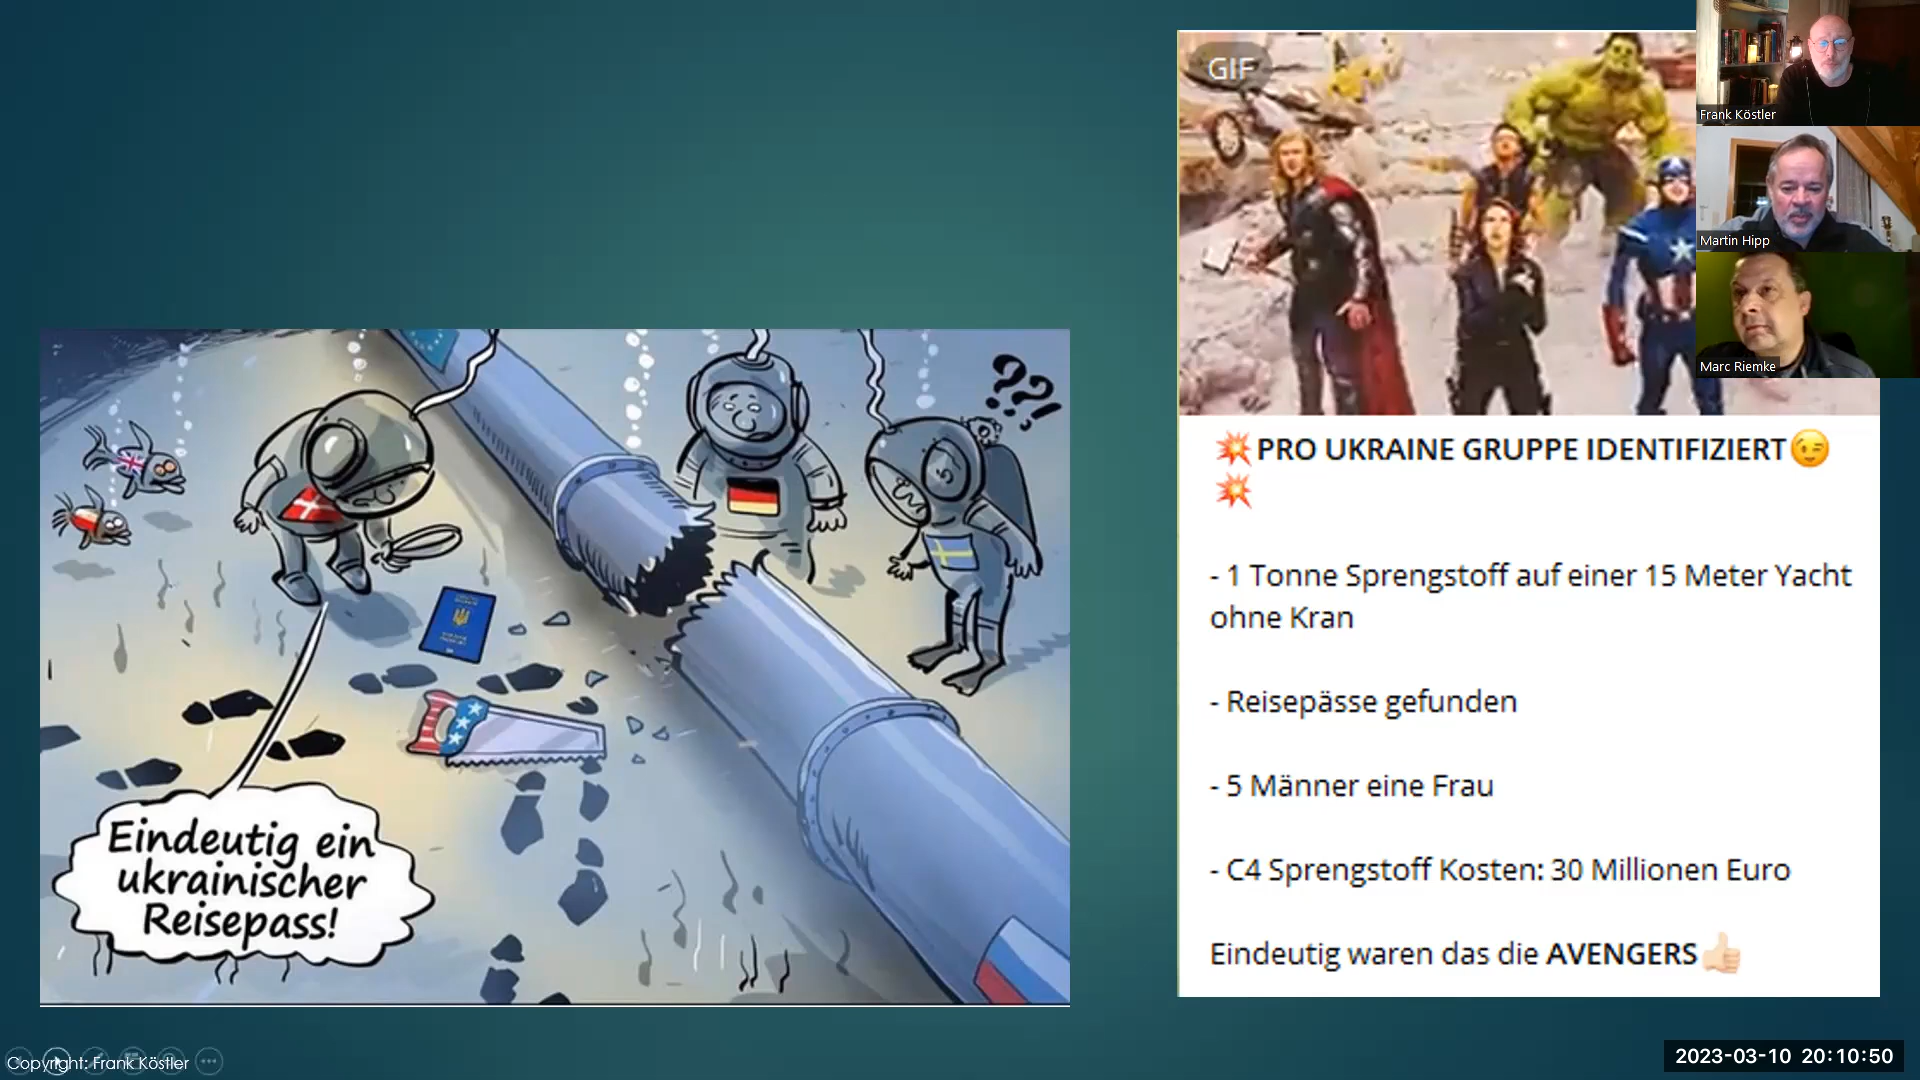 GIF
Frank Köstler
Martin Hipp
Marc Riemke
??!
Eindeutig ein
ukrainischer
Reisepass!
💥PRO UKRAINE GRUPPE IDENTIFIZIERT😉
💥
- 1 Tonne Sprengstoff auf einer 15 Meter Yacht
ohne Kran
- Reisepässe gefunden
- 5 Männer eine Frau
- C4 Sprengstoff Kosten: 30 Millionen Euro
Eindeutig waren das die AVENGERS👍🏻
Copyright: Frank Köstler
2023-03-10 20:10:50